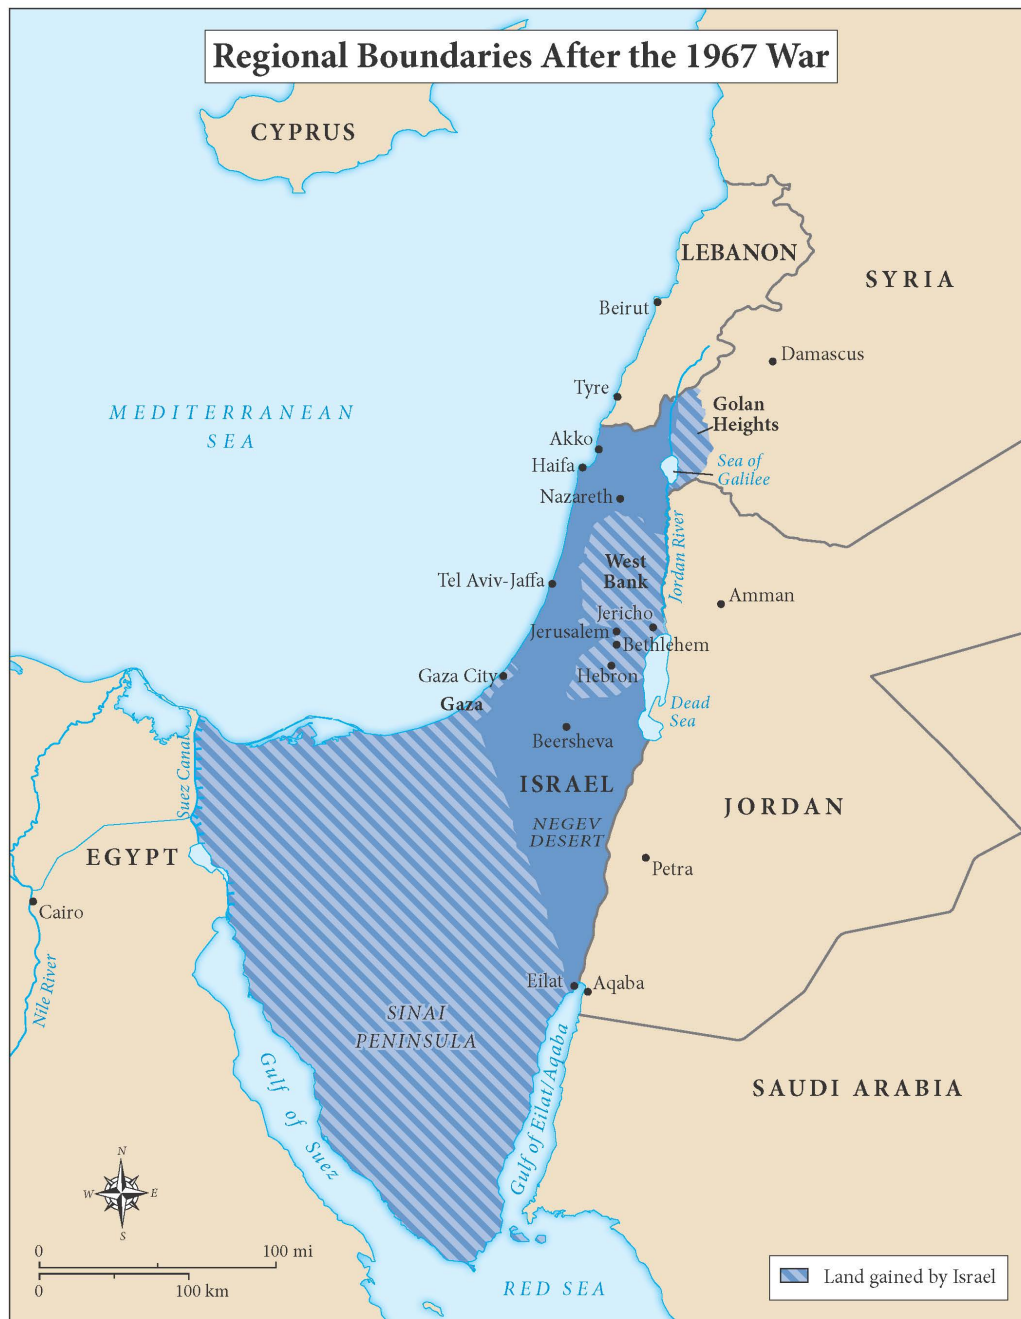 Regional Boundaries After the 1967 War
CYPRUS
LEBANON
SYRIA
Beirut
Damascus
Tyre
MEDITERRANEAN
SEA
Golan
Heights
Akko
Haifa
Sea of
Galilee
Nazareth
Jordan River
West
Bank
Tel Aviv-Jaffa
Amman
Jericho
Jerusalem
Bethlehem
Hebron
Gaza City
Gaza
Dead
Sea
Beersheva
Suez Canal
ISRAEL
JORDAN
NEGEV
DESERT
EGYPT
Petra
Cairo
Nile River
Eilat
Aqaba
SINAI
PENINSULA
Gulf of Suez
Gulf of Eilat/Aqaba
SAUDI ARABIA
N
W
E
S
0
100 mi
0
100 km
RED SEA
Land gained by Israel